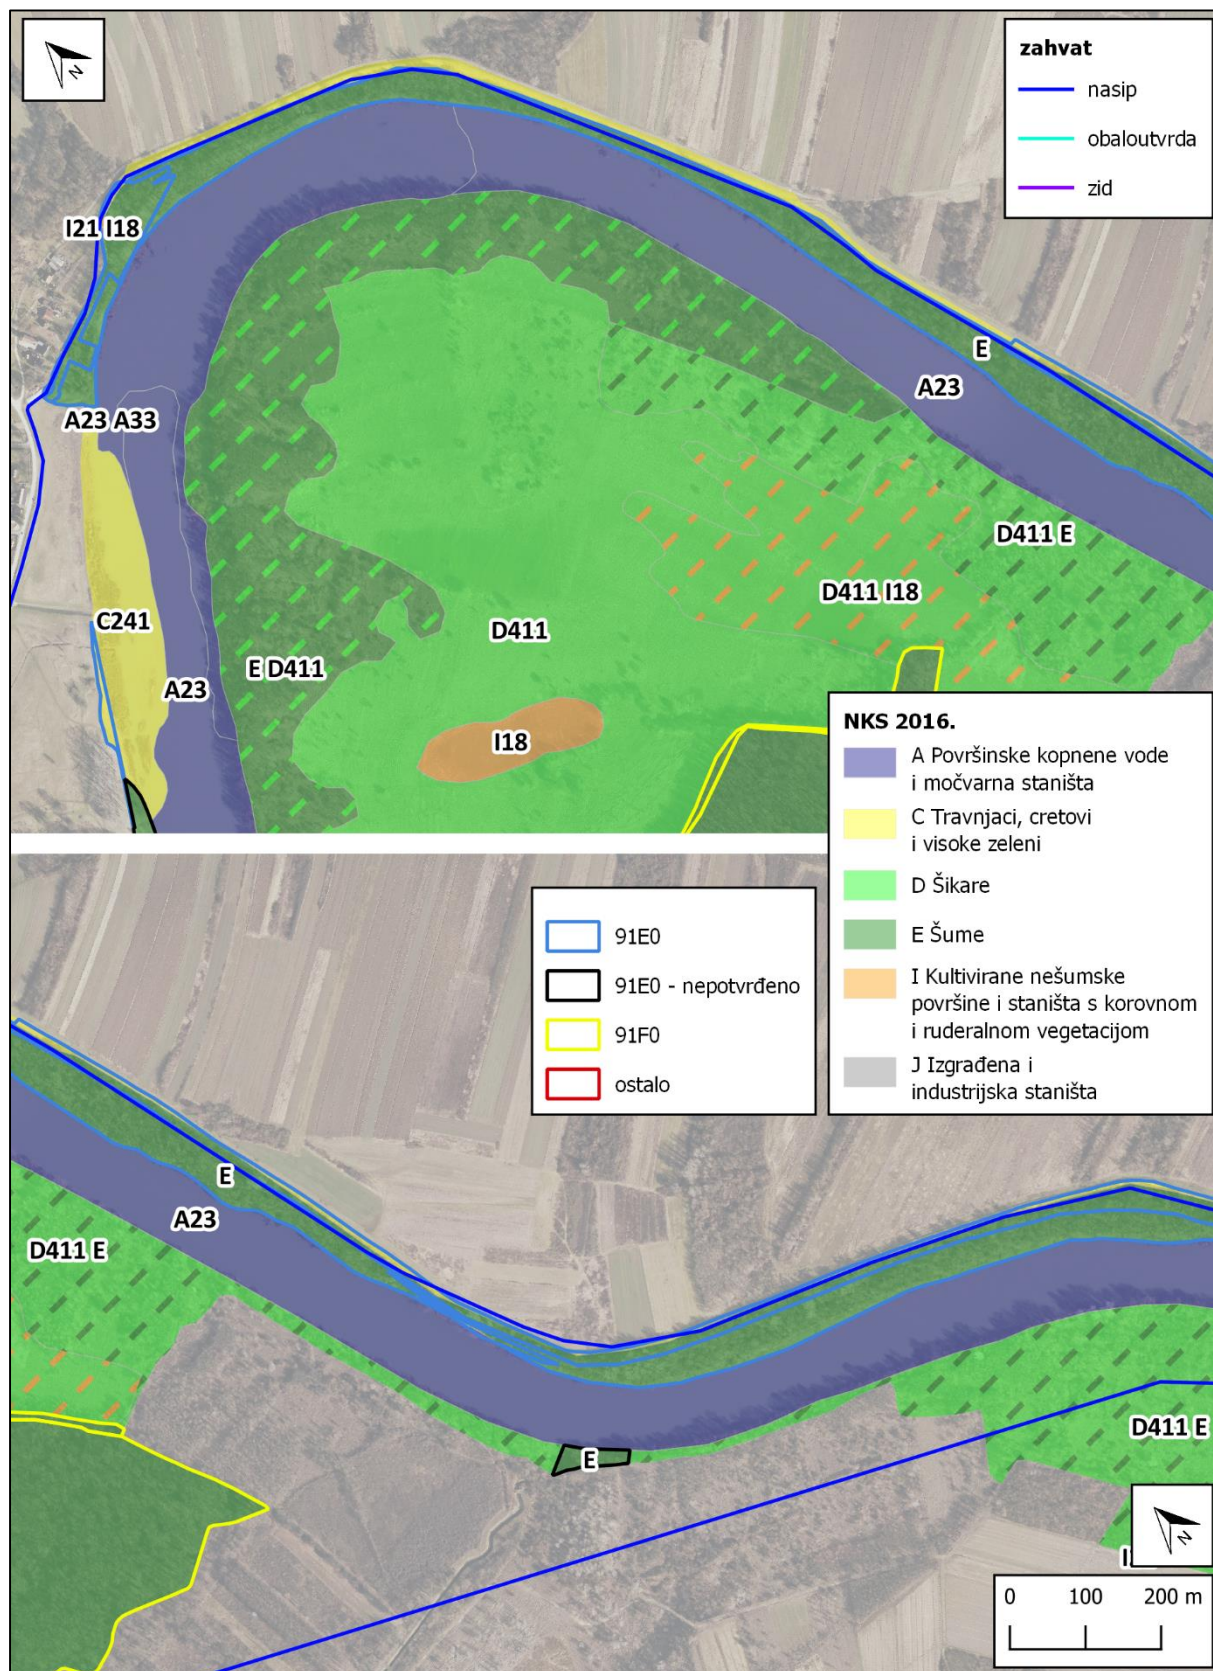 N
zahvat
nasip
obaloutvrda
zid
I21 I18
E
A23
A23 A33
D411 E
D411 I18
C241
D411
E D411
A23
I18
NKS 2016.
A Površinske kopnene vode
i močvarna staništa
C Travnjaci, cretovi
i visoke zeleni
D Šikare
E Šume
I Kultivirane nešumske
površine i staništa s korovnom
i ruderalnom vegetacijom
J Izgrađena i
industrijska staništa
91E0
91E0 - nepotvrđeno
91F0
ostalo
E
A23
D411 E
D411 E
E
N
0 100 200 m